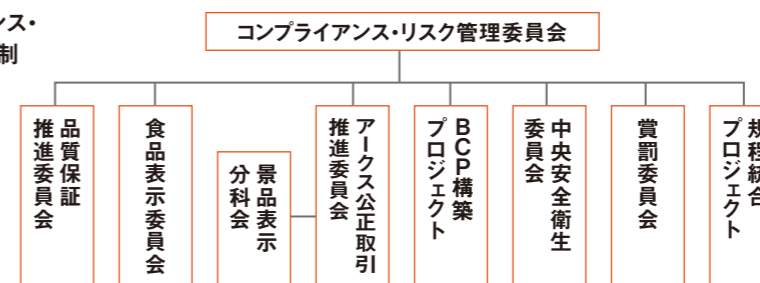 ンス・
制
コンプライアンス・リスク管理委員会
品質保証
推進委員会
食品表示委員会
景品表示
分科会
アークス公正取引
推進委員会
BCP構築
プロジェクト
中央安全衛生
委員会
賞罰委員会
規程統合
プロジェクト